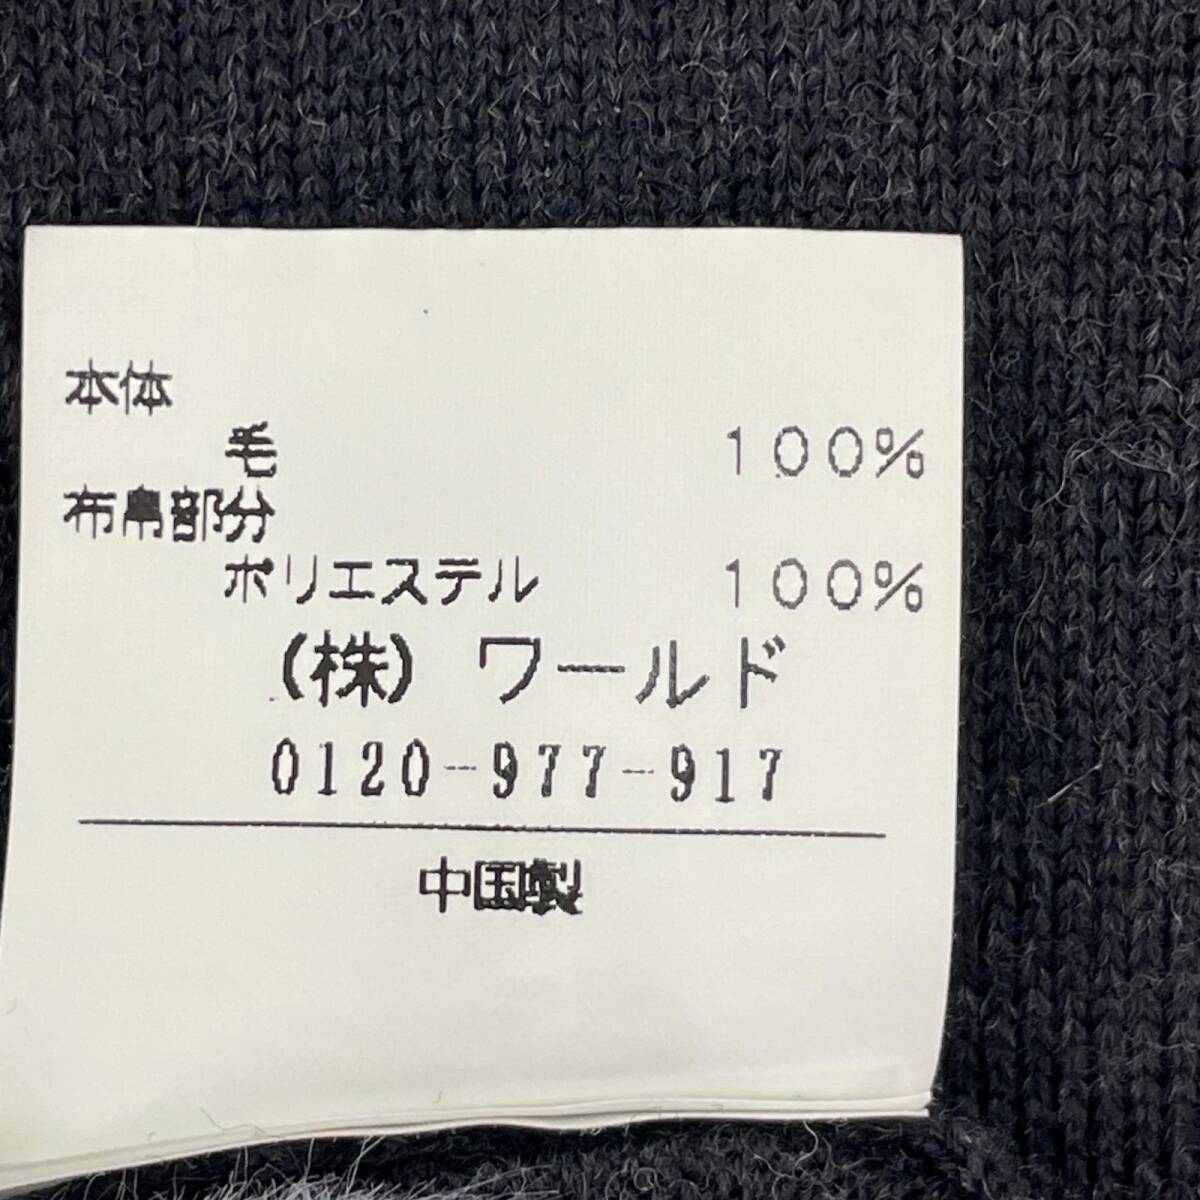 本体
毛 100%
布帛部分
ポリエステル 100%
(株) ワールド
0120-977-917
中国製